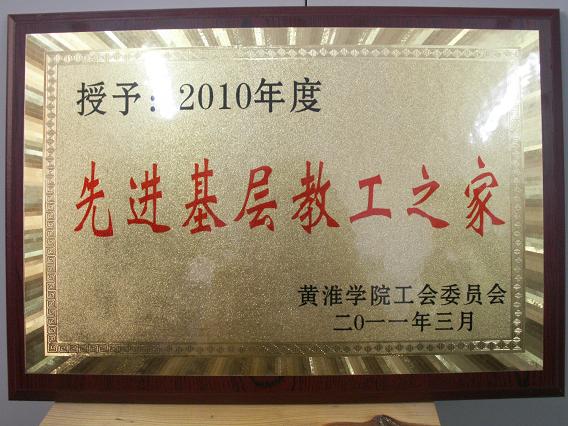 授予：2010年度
先进基层教工之家
黄淮学院工会委员会
二0一一年三月